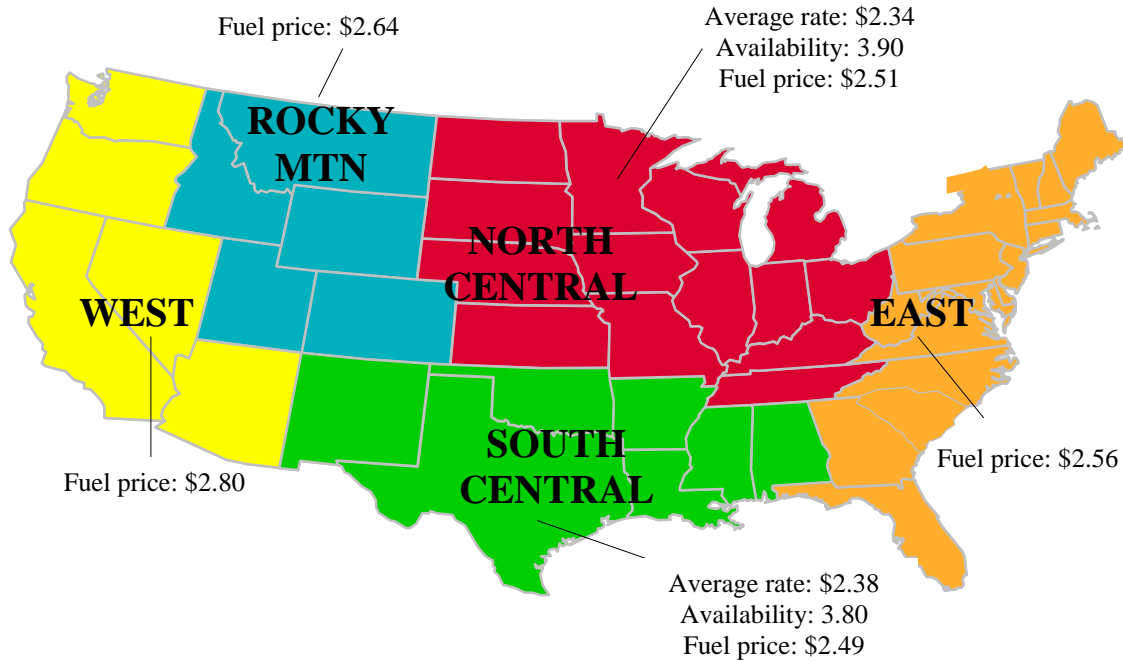 Fuel price: $2.64
Average rate: $2.34
Availability: 3.90
Fuel price: $2.51
ROCKY
MTN
NORTH
CENTRAL
WEST
EAST
SOUTH
CENTRAL
Fuel price: $2.80
Fuel price: $2.56
Average rate: $2.38
Availability: 3.80
Fuel price: $2.49